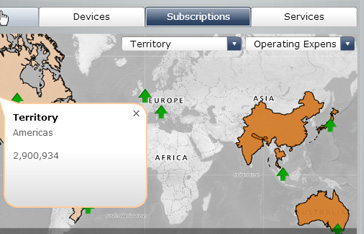 Devices
Subscriptions
Services
Territory
Operating Expens
EUROPE
ASIA
Territory
Americas
2,900,934
AFRICA